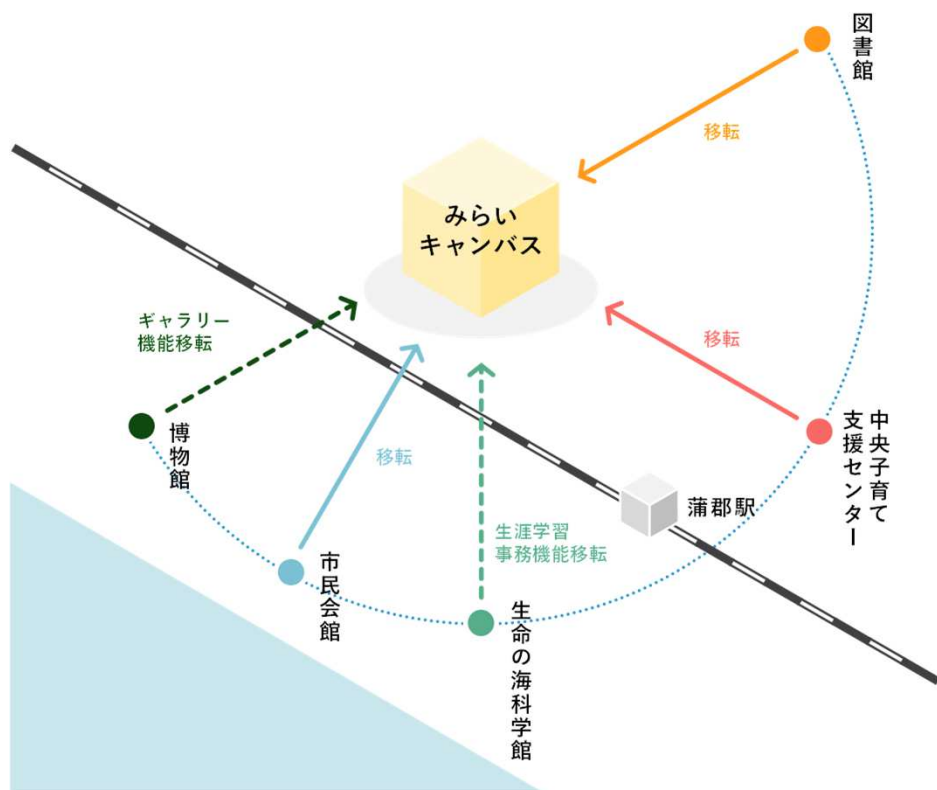 図書館
移転
みらい
キャンバス
ギャラリー
機能移転
移転
中央子育て
支援センター
博物館
移転
蒲郡駅
生涯学習
事務機能移転
市民会館
生命の海科学館